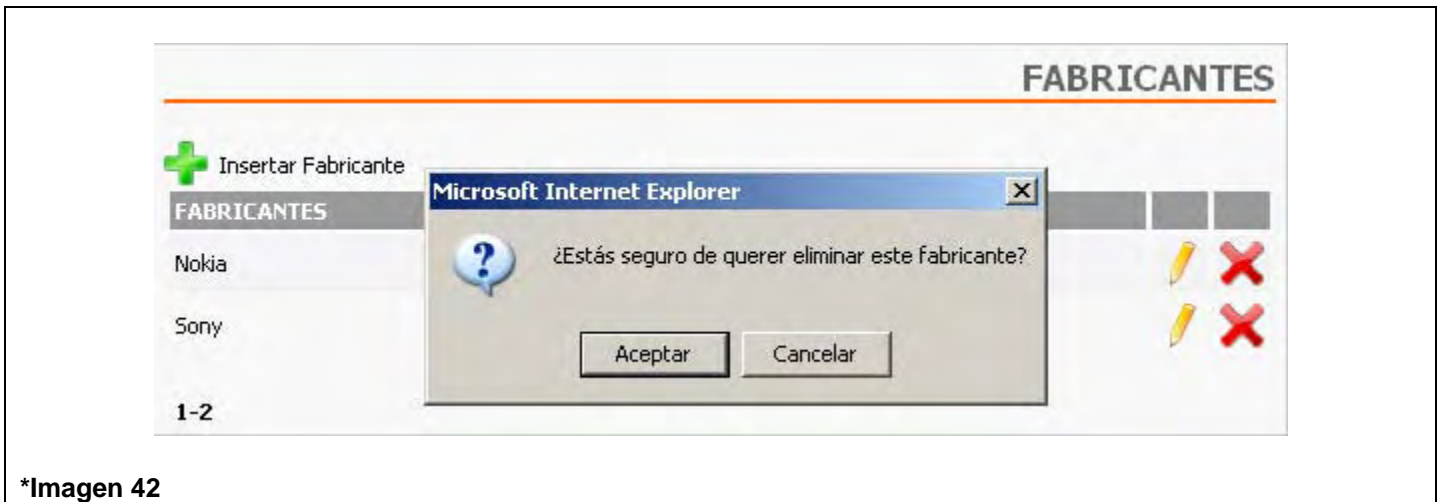 FABRICANTES
Insertar Fabricante
FABRICANTES
Microsoft Internet Explorer
¿Estás seguro de querer eliminar este fabricante?
Nokia
Sony
Aceptar Cancelar
1-2
*Imagen 42